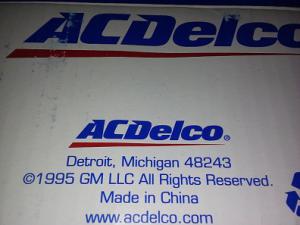 ACDelco
ACDelco®
Detroit, Michigan 48243
©1995 GM LLC All Rights Reserved.
Made in China
www.acdelco.com